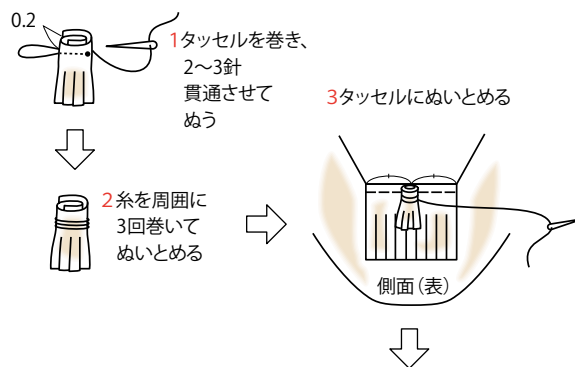 0.2
1タッセルを巻き、
2〜3針
貫通させて
ぬう
2糸を周囲に
3回巻いて
ぬいとめる
3タッセルにぬいとめる
側面（表）